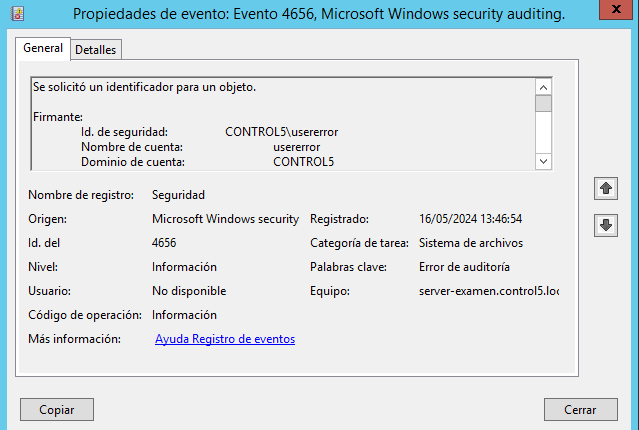 Propiedades de evento: Evento 4656, Microsoft Windows security auditing.
x
General Detalles
Se solicitó un identificador para un objeto.
Firmante:
Id. de seguridad: CONTROL5\usererror
Nombre de cuenta: usererror
Dominio de cuenta: CONTROL5
Nombre de registro: Seguridad
Origen: Microsoft Windows security Registrado: 16/05/2024 13:46:54
Id. del 4656 Categoría de tarea: Sistema de archivos
Nivel: Información Palabras clave: Error de auditoría
Usuario: No disponible Equipo: server-examen.control5.loc
Código de operación: Información
Más información: Ayuda Registro de eventos
Copiar Cerrar